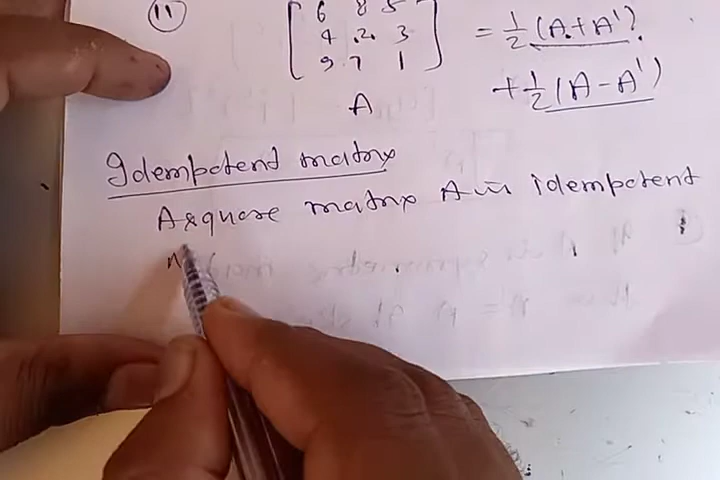 (11) [6 8 5 = 1/2 (A + A')
4 2 3
9 7 1] + 1/2 (A - A')
A
Idempotent matrix
A square matrix A is idempotent